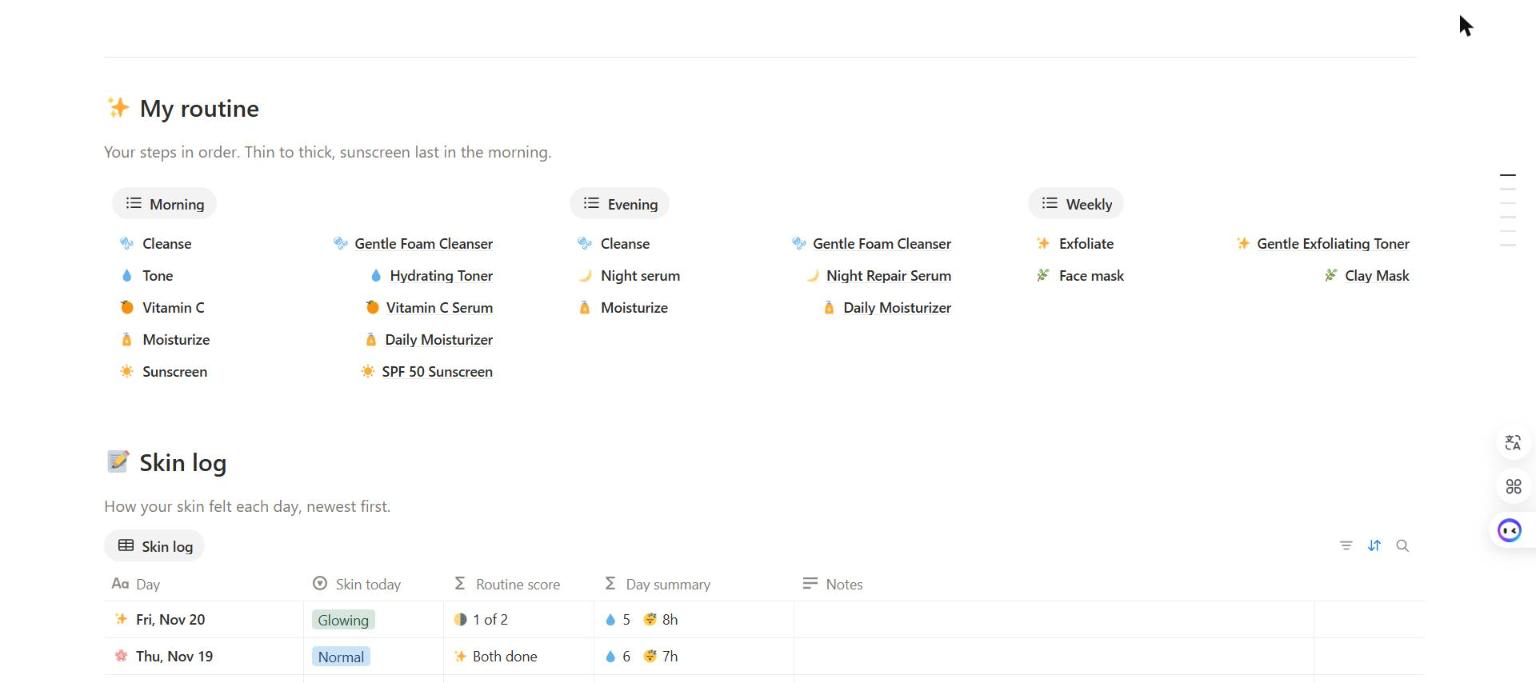 My routine
Your steps in order. Thin to thick, sunscreen last in the morning.
Morning
Cleanse Gentle Foam Cleanser
Tone Hydrating Toner
Vitamin C Vitamin C Serum
Moisturize Daily Moisturizer
Sunscreen SPF 50 Sunscreen
Evening
Cleanse Gentle Foam Cleanser
Night serum Night Repair Serum
Moisturize Daily Moisturizer
Weekly
Exfoliate Gentle Exfoliating Toner
Face mask Clay Mask
Skin log
How your skin felt each day, newest first.
Skin log
Aa Day Skin today Σ Routine score Σ Day summary Notes
Fri, Nov 20 Glowing 1 of 2 5 8h
Thu, Nov 19 Normal Both done 6 7h